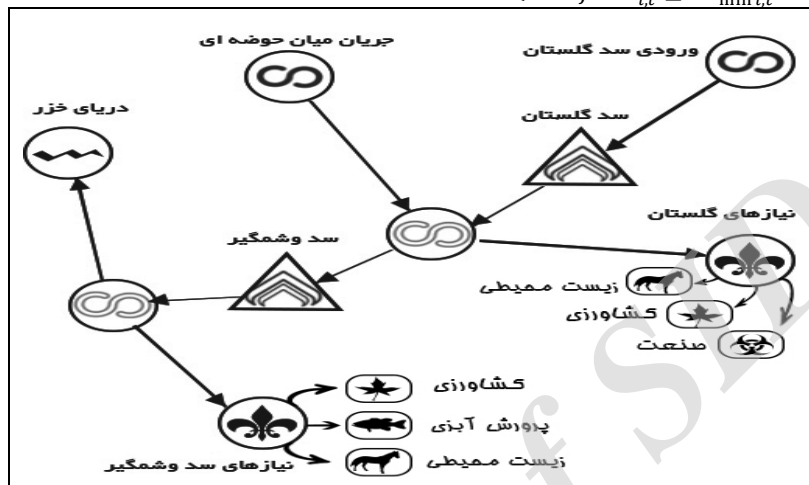 جریان میان حوضه ای
ورودی سد گلستان
دریای خزر
سد گلستان
نیازهای گلستان
سد وشمگیر
زیست محیطی
کشاورزی
صنعت
کشاورزی
پرورش آبزی
زیست محیطی
نیازهای سد وشمگیر